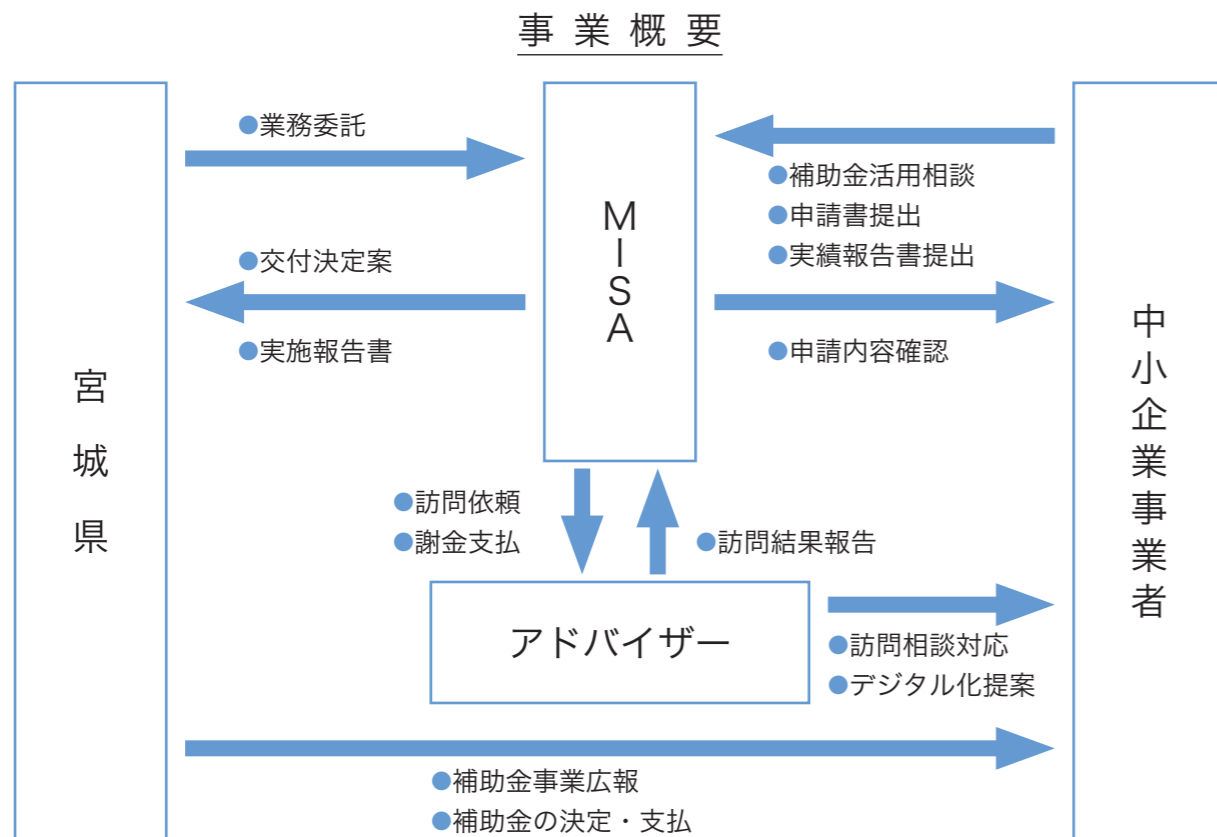 事業概要
●業務委託
●補助金活用相談
●申請書提出
●実績報告書提出
MISA
●交付決定案
●実施報告書
●申請内容確認
宮城県
中小企業事業者
●訪問依頼
●謝金支払
●訪問結果報告
アドバイザー
●訪問相談対応
●デジタル化提案
●補助金事業広報
●補助金の決定・支払